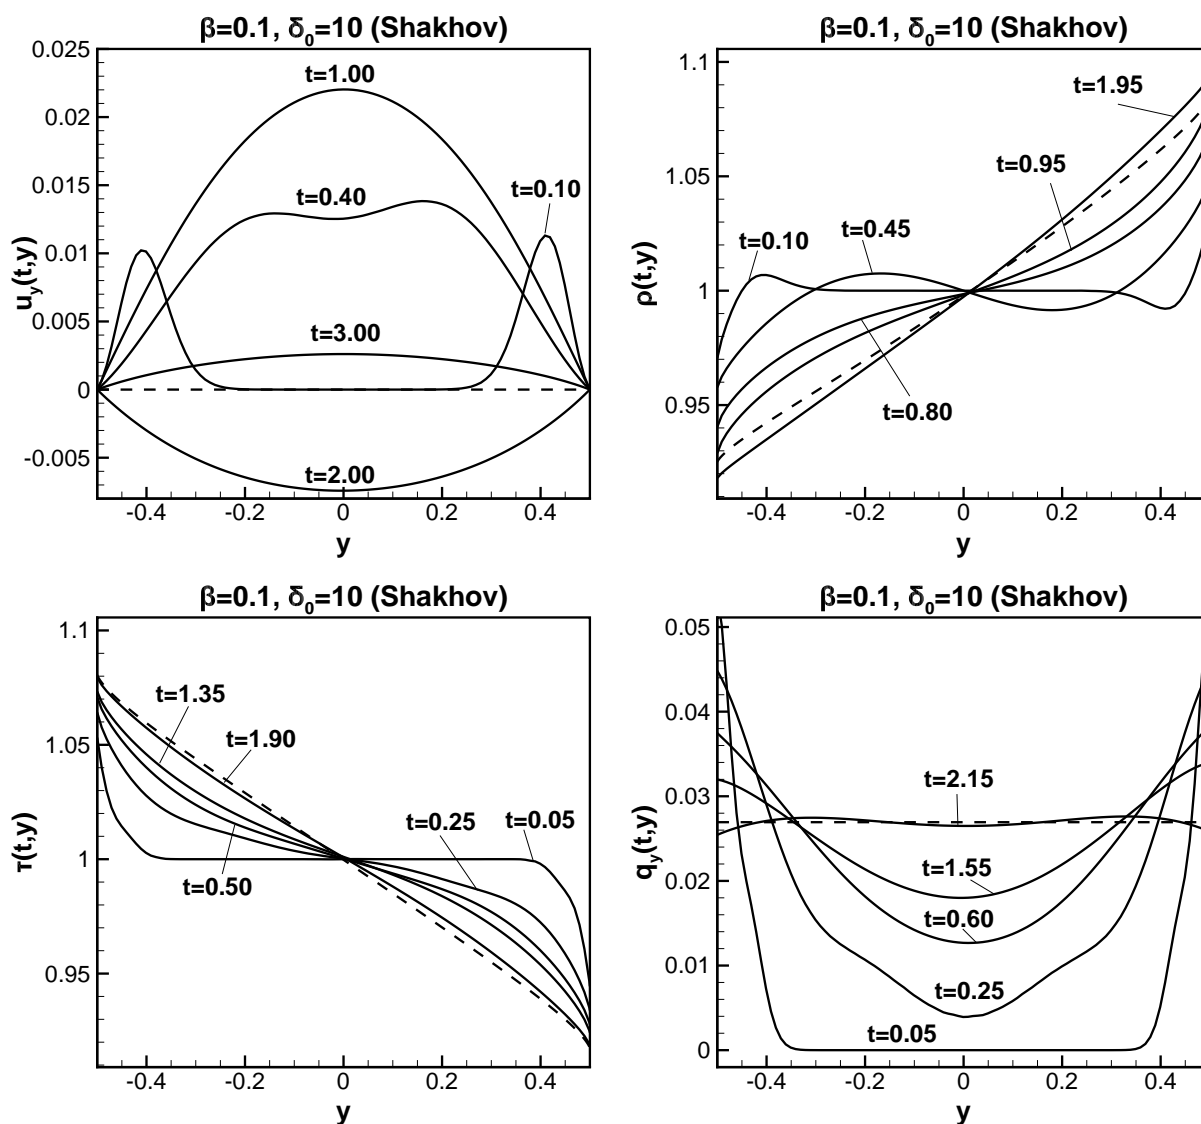 β=0.1, δ₀=10 (Shakhov)
0.025
0.02
0.015
0.01
0.005
0
-0.005
u_y(t,y)
t=1.00
t=0.40
t=0.10
t=3.00
t=2.00
-0.4
-0.2
0
0.2
0.4
y
β=0.1, δ₀=10 (Shakhov)
1.1
1.05
1
0.95
ρ(t,y)
t=1.95
t=0.95
t=0.45
t=0.10
t=0.80
-0.4
-0.2
0
0.2
0.4
y
β=0.1, δ₀=10 (Shakhov)
1.1
1.05
1
0.95
τ(t,y)
t=1.35
t=1.90
t=0.25
t=0.05
t=0.50
-0.4
-0.2
0
0.2
0.4
y
β=0.1, δ₀=10 (Shakhov)
0.05
0.04
0.03
0.02
0.01
0
q_y(t,y)
t=2.15
t=1.55
t=0.60
t=0.25
t=0.05
-0.4
-0.2
0
0.2
0.4
y